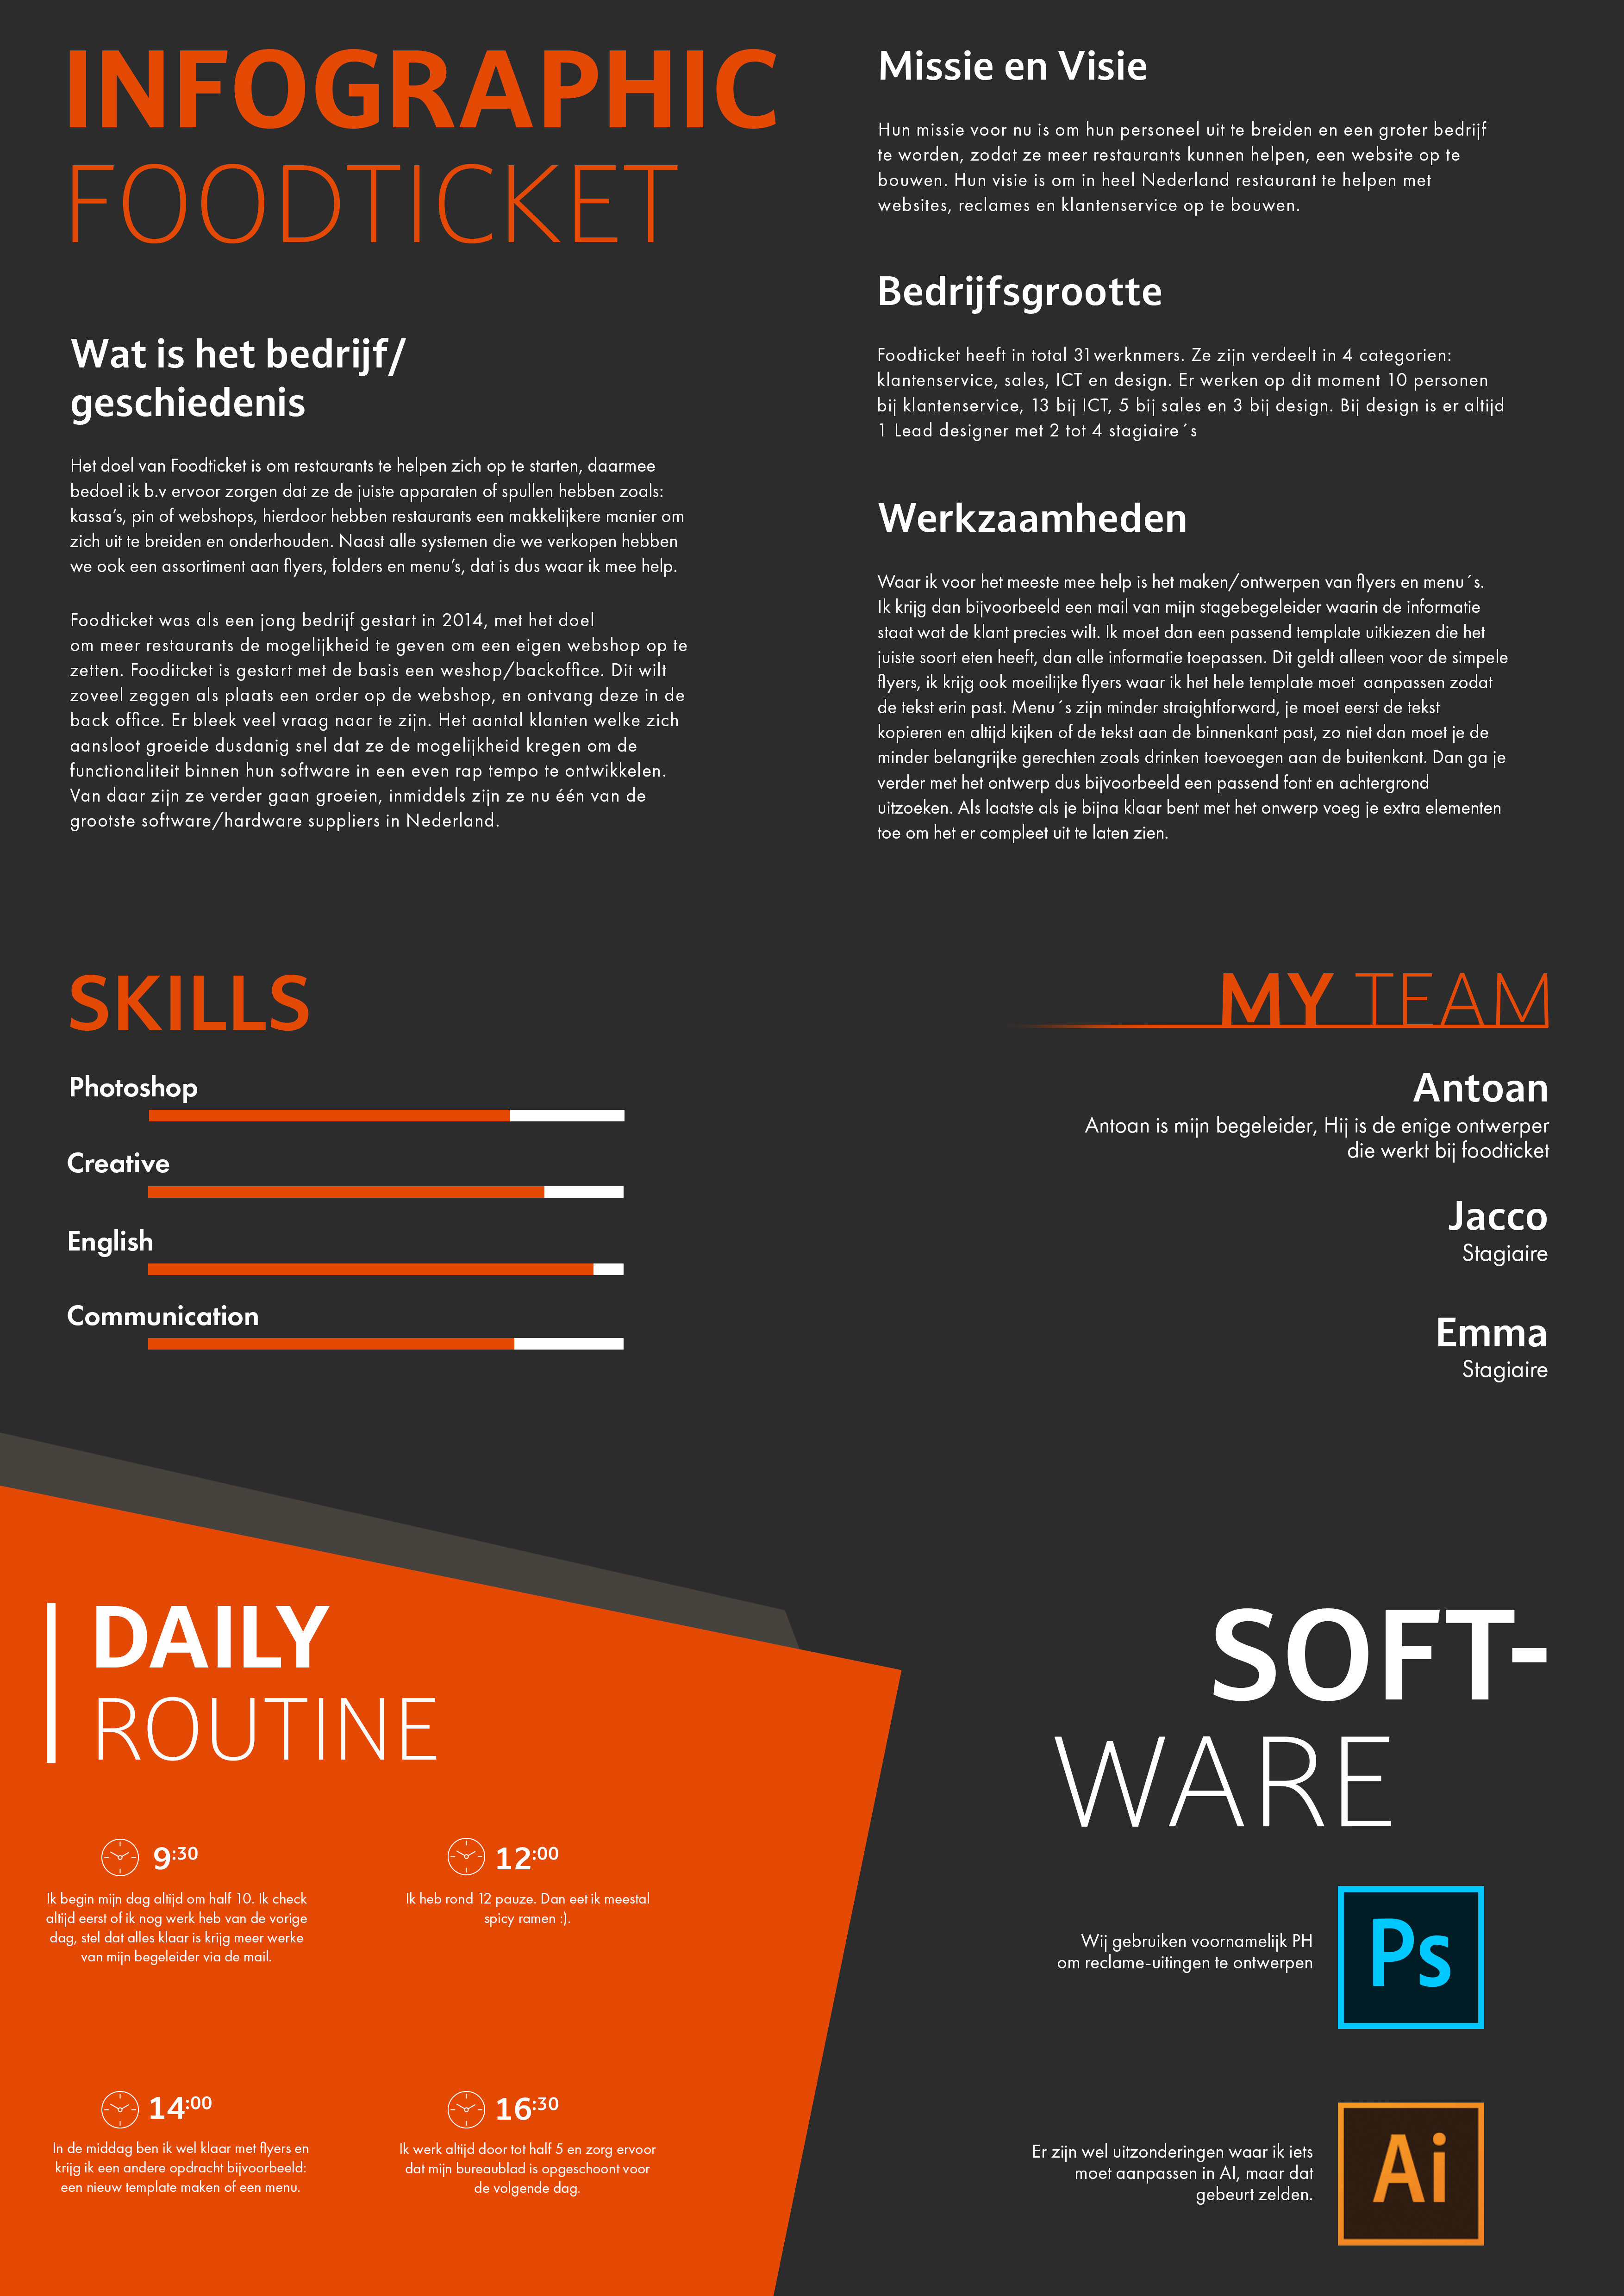 INFOGRAPHIC
FOODTICKET
Wat is het bedrijf/
geschiedenis
Het doel van Foodticket is om restaurants te helpen zich op te starten, daarmee
bedoel ik b.v ervoor zorgen dat ze de juiste apparaten of spullen hebben zoals:
kassa’s, pin of webshops, hierdoor hebben restaurants een makkelijkere manier om
zich uit te breiden en onderhouden. Naast alle systemen die we verkopen hebben
we ook een assortiment aan flyers, folders en menu’s, dat is dus waar ik mee help.
Foodticket was als een jong bedrijf gestart in 2014, met het doel
om meer restaurants de mogelijkheid te geven om een eigen webshop op te
zetten. Fooditcket is gestart met de basis een weshop/backoffice. Dit wilt
zoveel zeggen als plaats een order op de webshop, en ontvang deze in de
back office. Er bleek veel vraag naar te zijn. Het aantal klanten welke zich
aansloot groeide dusdanig snel dat ze de mogelijkheid kregen om de
functionaliteit binnen hun software in een even rap tempo te ontwikkelen.
Van daar zijn ze verder gaan groeien, inmiddels zijn ze nu één van de
grootste software/hardware suppliers in Nederland.
Missie en Visie
Hun missie voor nu is om hun personeel uit te breiden en een groter bedrijf
te worden, zodat ze meer restaurants kunnen helpen, een website op te
bouwen. Hun visie is om in heel Nederland restaurant te helpen met
websites, reclames en klantenservice op te bouwen.
Bedrijfsgrootte
Foodticket heeft in total 31werknmers. Ze zijn verdeelt in 4 categorien:
klantenservice, sales, ICT en design. Er werken op dit moment 10 personen
bij klantenservice, 13 bij ICT, 5 bij sales en 3 bij design. Bij design is er altijd
1 Lead designer met 2 tot 4 stagiaire´s
Werkzaamheden
Waar ik voor het meeste mee help is het maken/ontwerpen van flyers en menu´s.
Ik krijg dan bijvoorbeeld een mail van mijn stagebegeleider waarin de informatie
staat wat de klant precies wilt. Ik moet dan een passend template uitkiezen die het
juiste soort eten heeft, dan alle informatie toepassen. Dit geldt alleen voor de simpele
flyers, ik krijg ook moeilijke flyers waar ik het hele template moet  aanpassen zodat
de tekst erin past. Menu´s zijn minder straightforward, je moet eerst de tekst
kopieren en altijd kijken of de tekst aan de binnenkant past, zo niet dan moet je de
minder belangrijke gerechten zoals drinken toevoegen aan de buitenkant. Dan ga je
verder met het ontwerp dus bijvoorbeeld een passend font en achtergrond
uitzoeken. Als laatste als je bijna klaar bent met het onwerp voeg je extra elementen
toe om het er compleet uit te laten zien.
SKILLS
Photoshop
Creative
English
Communication
MY TEAM
Antoan
Antoan is mijn begeleider, Hij is de enige ontwerper
die werkt bij foodticket
Jacco
Stagiaire
Emma
Stagiaire
DAILY
ROUTINE
9:30
Ik begin mijn dag altijd om half 10. Ik check
altijd eerst of ik nog werk heb van de vorige
dag, stel dat alles klaar is krijg meer werke
van mijn begeleider via de mail.
12:00
Ik heb rond 12 pauze. Dan eet ik meestal
spicy ramen :).
14:00
In de middag ben ik wel klaar met flyers en
krijg ik een andere opdracht bijvoorbeeld:
een nieuw template maken of een menu.
16:30
Ik werk altijd door tot half 5 en zorg ervoor
dat mijn bureaublad is opgeschoont voor
de volgende dag.
SOFT-
WARE
Wij gebruiken voornamelijk PH
om reclame-uitingen te ontwerpen
Ps
Er zijn wel uitzonderingen waar ik iets
moet aanpassen in AI, maar dat
gebeurt zelden.
Ai